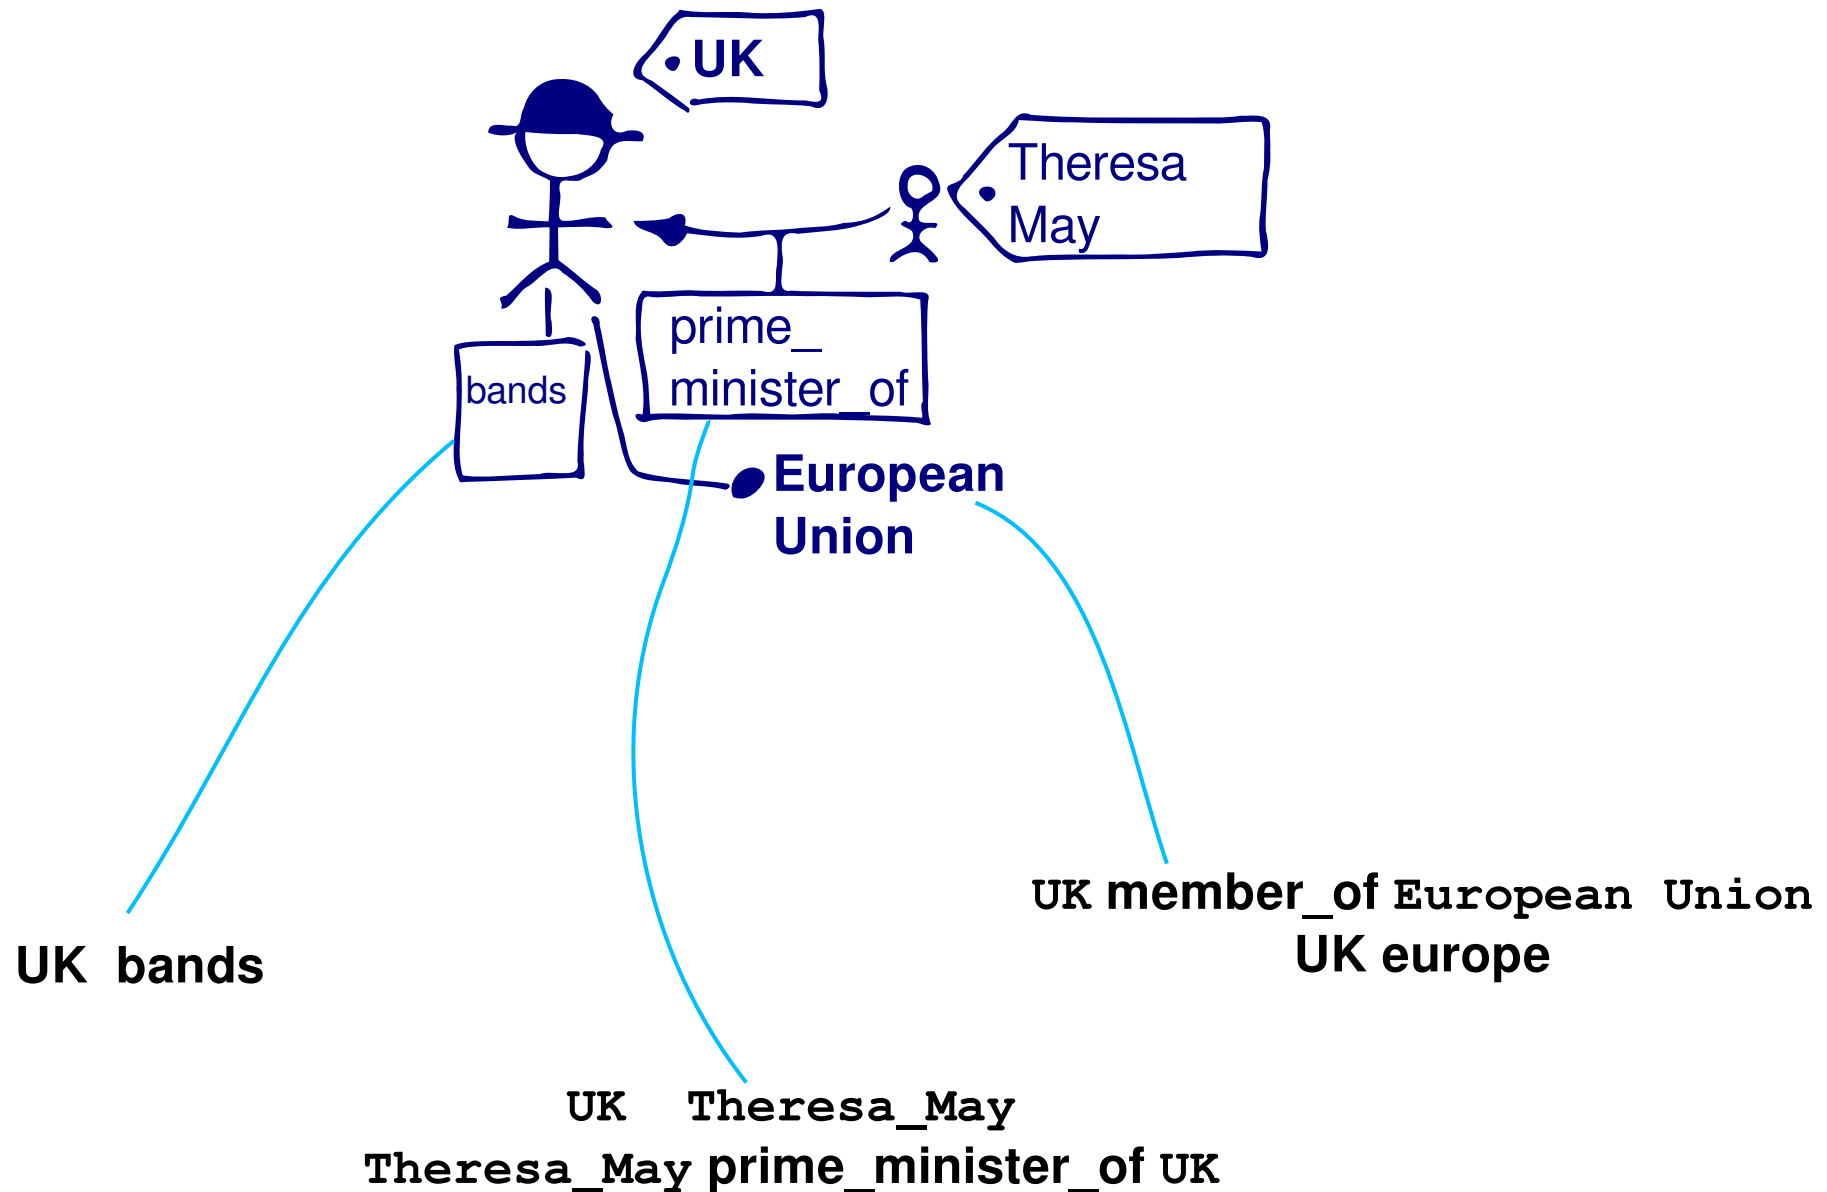 UK
Theresa
May
prime_
minister_of
bands
European
Union
UK member_of European Union
UK europe
UK bands
UK Theresa_May
Theresa_May prime_minister_of UK